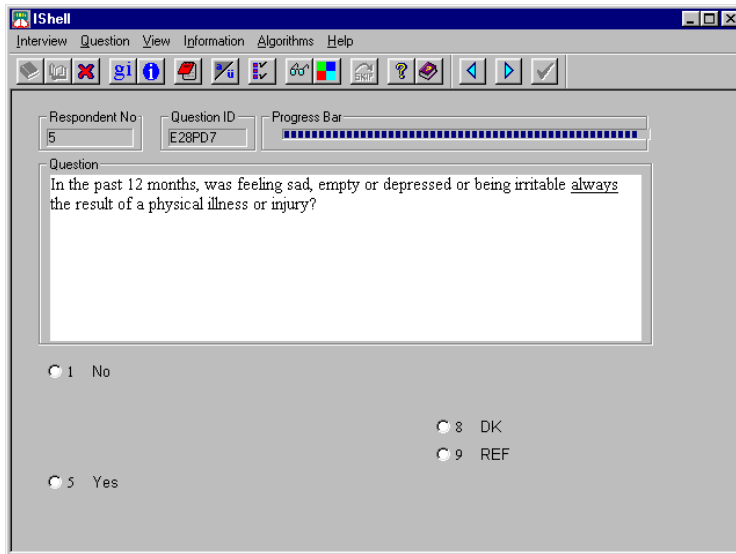 IShell
Interview Question View Information Algorithms Help
gi i a/ü SKIP ?
Respondent No Question ID Progress Bar
5 E28PD7
Question
In the past 12 months, was feeling sad, empty or depressed or being irritable always
the result of a physical illness or injury?
1 No
8 DK
9 REF
5 Yes